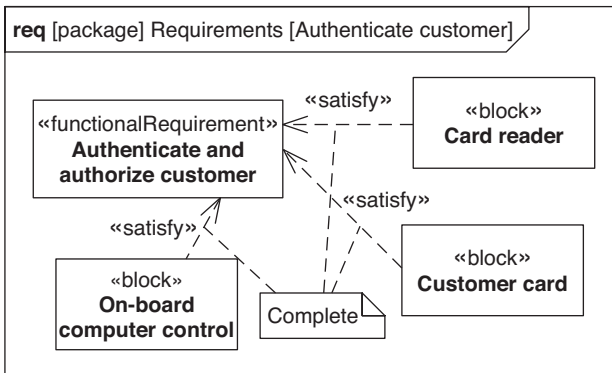 req [package] Requirements [Authenticate customer]
«satisfy»
«functionalRequirement»
Authenticate and
authorize customer
«block»
Card reader
«satisfy»
«satisfy»
«block»
On-board
computer control
Complete
«block»
Customer card